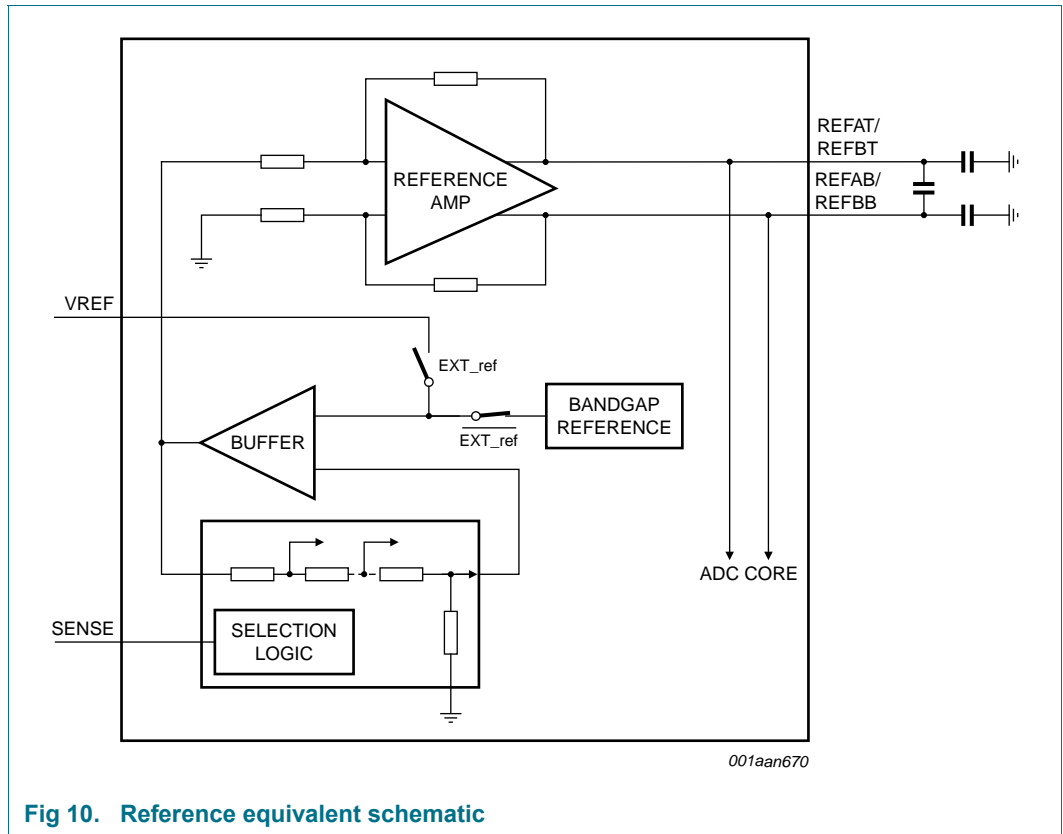 REFAT/
REFBT
REFERENCE
AMP
REFAB/
REFBB
VREF
EXT_ref
BANDGAP
REFERENCE
BUFFER
EXT_ref
ADC CORE
SENSE
SELECTION
LOGIC
001aan670
Fig 10. Reference equivalent schematic